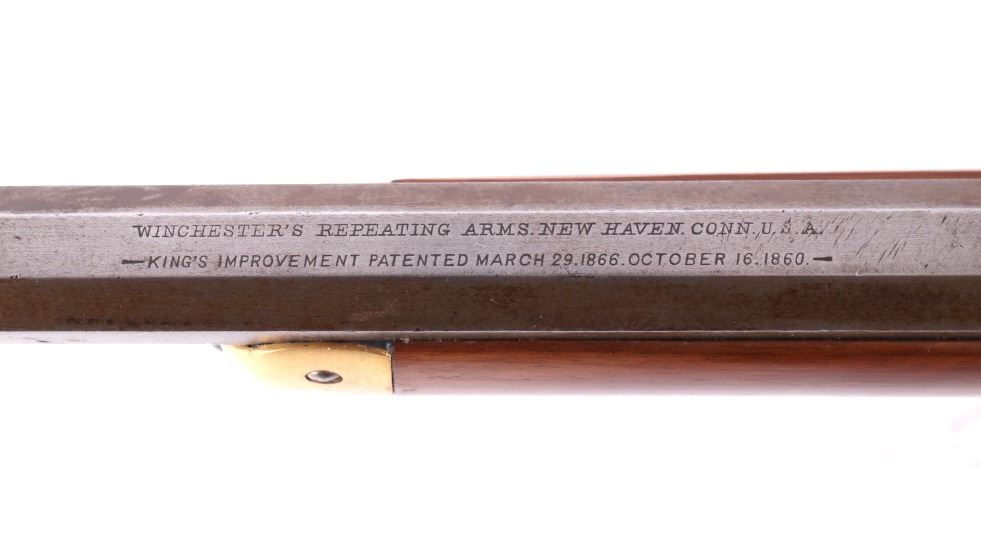 WINCHESTER'S REPEATING ARMS. NEW HAVEN. CONN. U.S.A.
KING'S IMPROVEMENT PATENTED MARCH 29. 1866. OCTOBER 16. 1860.